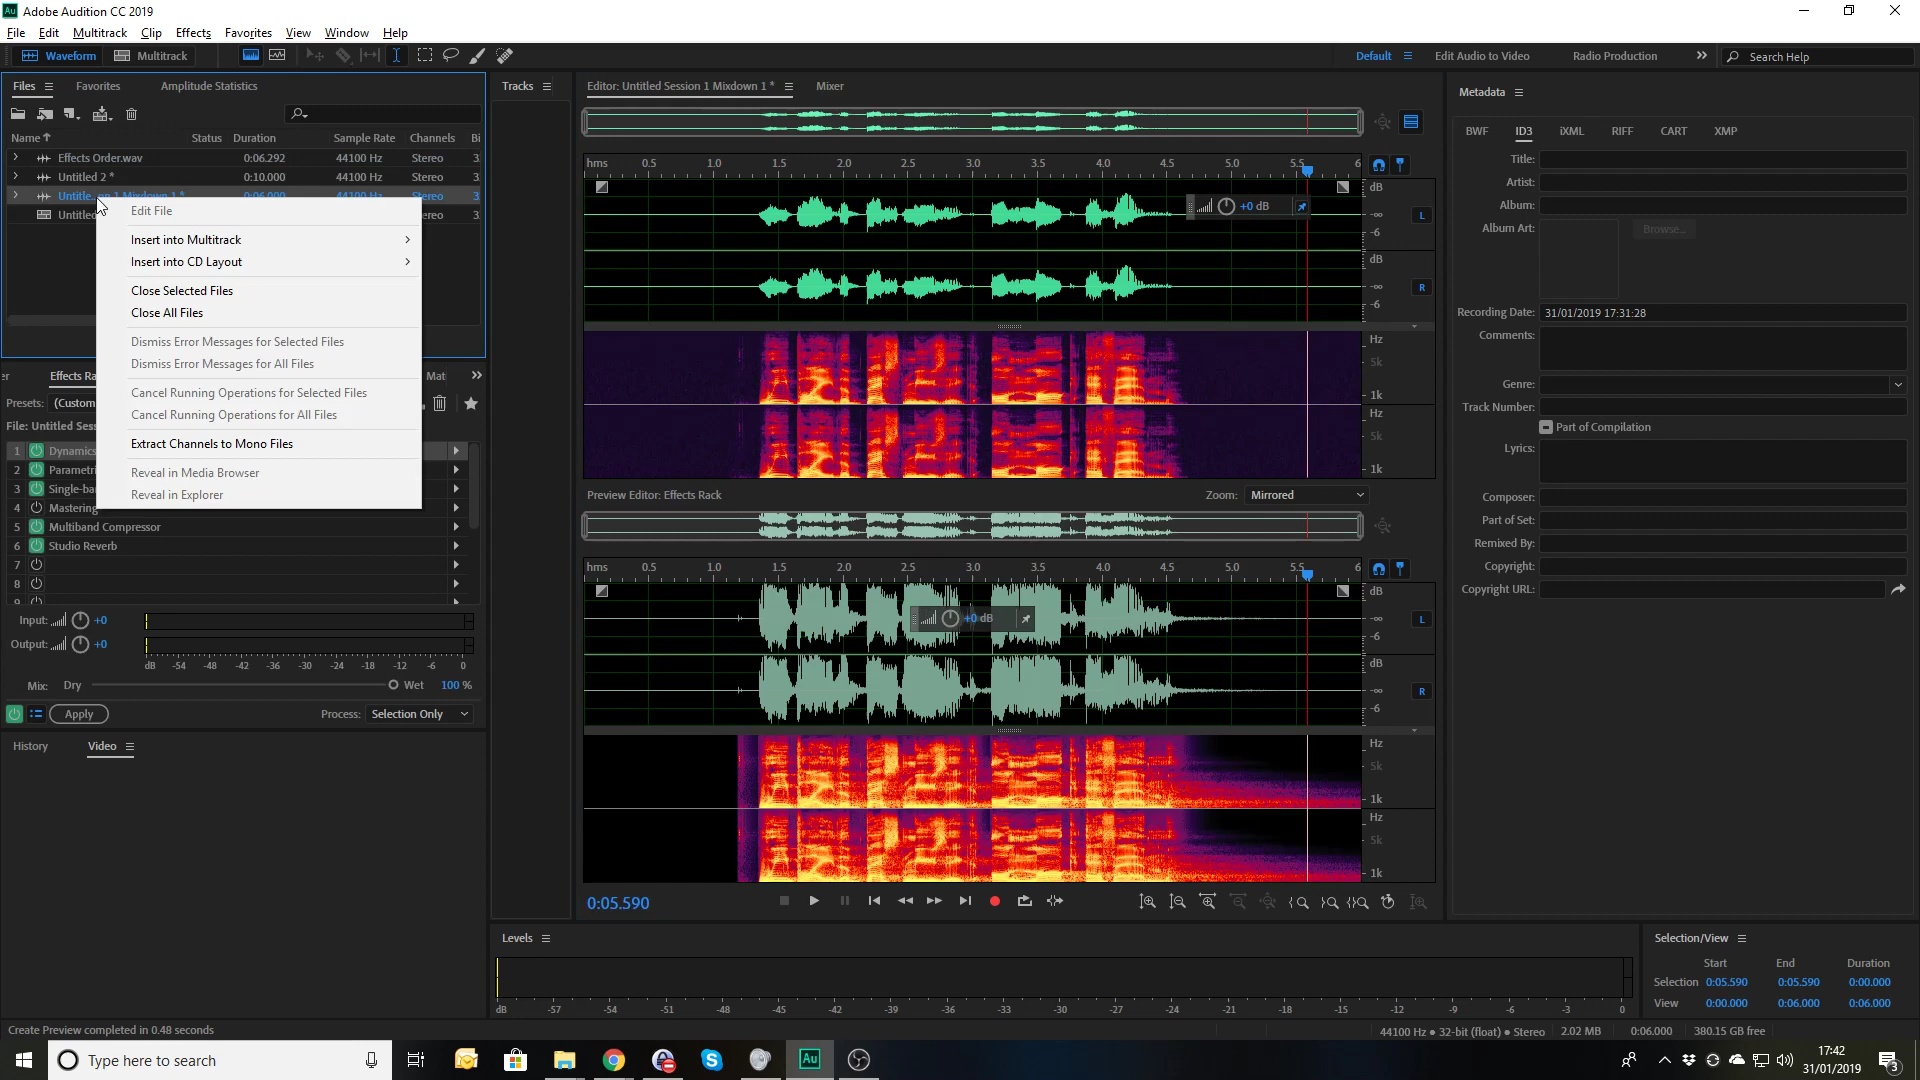 Au Adobe Audition CC 2019
File Edit Multitrack Clip Effects Favorites View Window Help
Waveform Multitrack Default Edit Audio to Video Radio Production Search Help
Files Favorites Amplitude Statistics
Name Status Duration Sample Rate Channels Bi
Effects Order.wav 0:06.292 44100 Hz Stereo 3
Untitled 2 * 0:10.000 44100 Hz Stereo 3
Untitle...on 1 Mixdown 1 * 0:06.000 44100 Hz Stereo 3
Untitled
Edit File
Insert into Multitrack
Insert into CD Layout
Close Selected Files
Close All Files
Dismiss Error Messages for Selected Files
Dismiss Error Messages for All Files
Cancel Running Operations for Selected Files
Cancel Running Operations for All Files
Extract Channels to Mono Files
Reveal in Media Browser
Reveal in Explorer
er Effects Ra Mat
Presets: (Custom
File: Untitled Sess
1 Dynamics
2 Parametri
3 Single-ba
4 Mastering
5 Multiband Compressor
6 Studio Reverb
7
8
9
Input: +0
Output: +0
dB -54 -48 -42 -36 -30 -24 -18 -12 -6 0
Mix: Dry Wet 100 %
Apply Process: Selection Only
History Video
Tracks
Editor: Untitled Session 1 Mixdown 1 * Mixer
hms 0.5 1.0 1.5 2.0 2.5 3.0 3.5 4.0 4.5 5.0 5.5 6
+0 dB
dB
-∞ L
-6
dB
-∞ R
-6
Hz
5k
1k
Hz
5k
1k
Preview Editor: Effects Rack Zoom: Mirrored
hms 0.5 1.0 1.5 2.0 2.5 3.0 3.5 4.0 4.5 5.0 5.5 6
+0 dB
dB
-∞ L
-6
dB
-∞ R
-6
Hz
5k
1k
Hz
5k
1k
0:05.590
Levels
dB -57 -54 -51 -48 -45 -42 -39 -36 -33 -30 -27 -24 -21 -18 -15 -12 -9 -6 -3 0
Metadata
BWF ID3 iXML RIFF CART XMP
Title:
Artist:
Album:
Album Art: Browse...
Recording Date: 31/01/2019 17:31:28
Comments:
Genre:
Track Number:
Part of Compilation
Lyrics:
Composer:
Part of Set:
Remixed By:
Copyright:
Copyright URL:
Selection/View
Start End Duration
Selection 0:05.590 0:05.590 0:00.000
View 0:00.000 0:06.000 0:06.000
Create Preview completed in 0.48 seconds
44100 Hz • 32-bit (float) • Stereo 2.02 MB 0:06.000 380.15 GB free
Type here to search
Au
17:42
31/01/2019
3